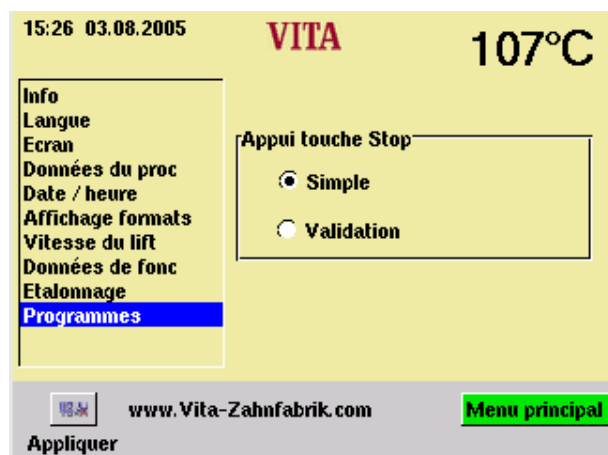 15:26 03.08.2005
VITA
107°C
Info
Langue
Ecran
Données du proc
Date / heure
Affichage formats
Vitesse du lift
Données de fonc
Etalonnage
Programmes
Appui touche Stop
Simple
Validation
www.Vita-Zahnfabrik.com
Menu principal
Appliquer